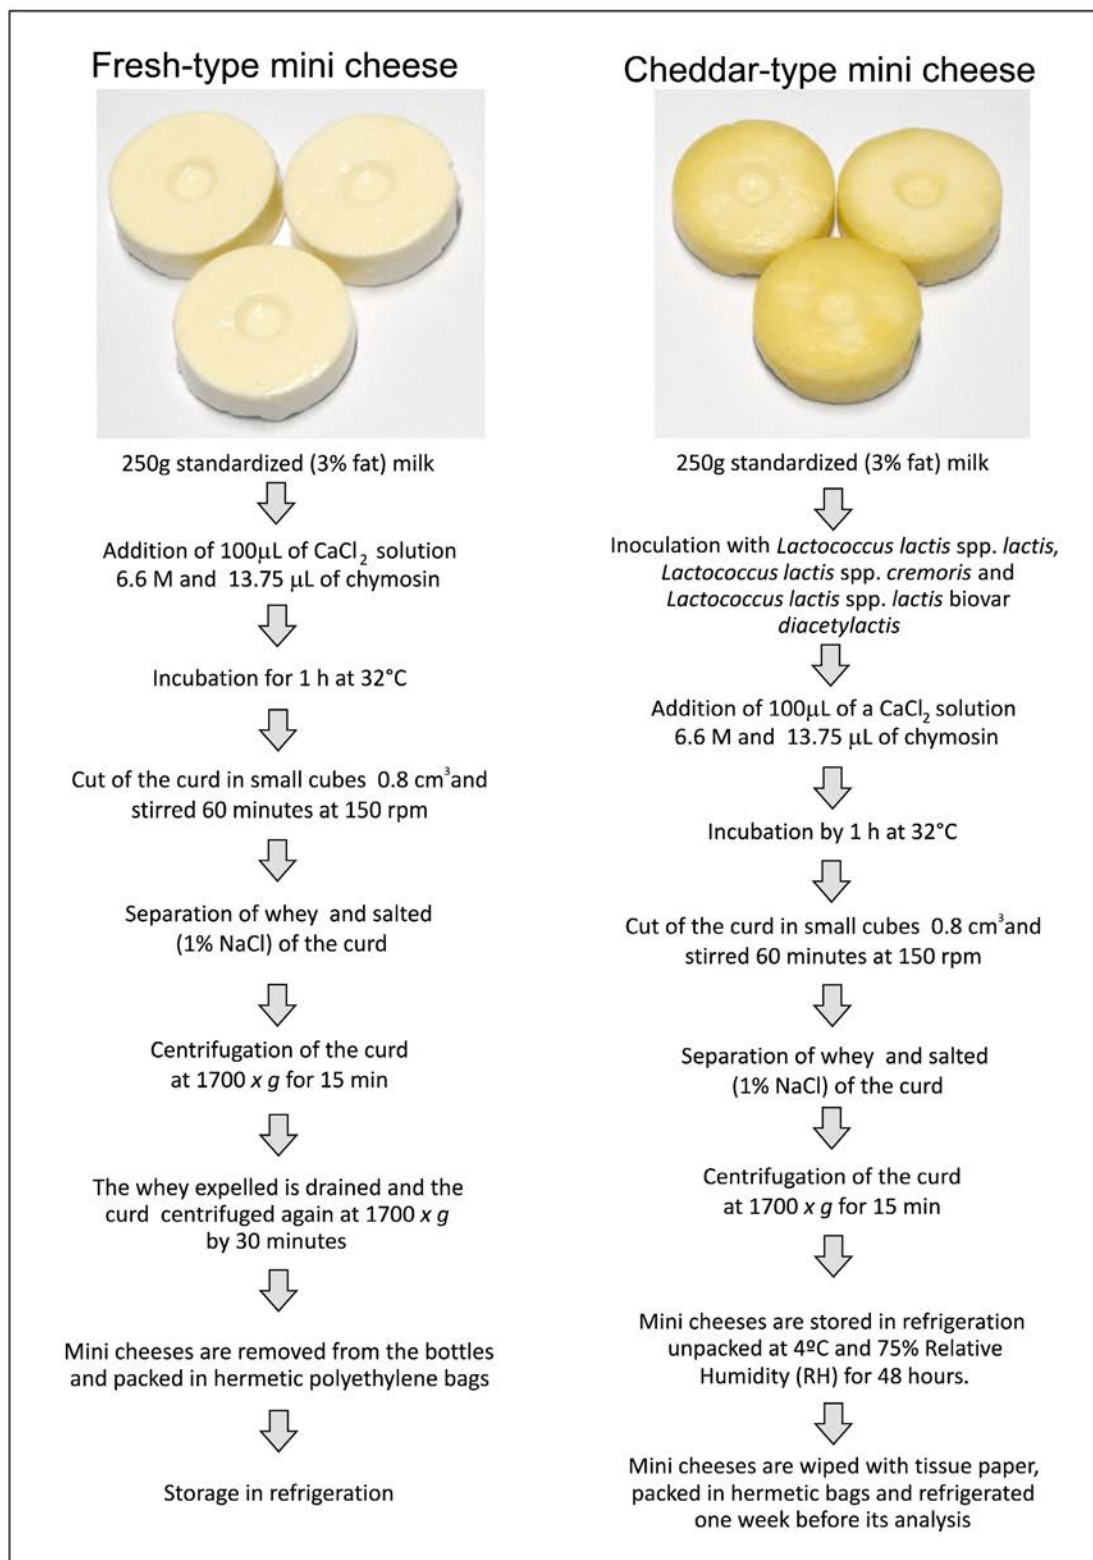 Fresh-type mini cheese
250g standardized (3% fat) milk
Addition of 100μL of CaCl₂ solution
6.6 M and 13.75 μL of chymosin
Incubation for 1 h at 32°C
Cut of the curd in small cubes 0.8 cm³and
stirred 60 minutes at 150 rpm
Separation of whey and salted
(1% NaCl) of the curd
Centrifugation of the curd
at 1700 x g for 15 min
The whey expelled is drained and the
curd centrifuged again at 1700 x g
by 30 minutes
Mini cheeses are removed from the bottles
and packed in hermetic polyethylene bags
Storage in refrigeration
Cheddar-type mini cheese
250g standardized (3% fat) milk
Inoculation with Lactococcus lactis spp. lactis,
Lactococcus lactis spp. cremoris and
Lactococcus lactis spp. lactis biovar
diacetylactis
Addition of 100μL of a CaCl₂ solution
6.6 M and 13.75 μL of chymosin
Incubation by 1 h at 32°C
Cut of the curd in small cubes 0.8 cm³and
stirred 60 minutes at 150 rpm
Separation of whey and salted
(1% NaCl) of the curd
Centrifugation of the curd
at 1700 x g for 15 min
Mini cheeses are stored in refrigeration
unpacked at 4ºC and 75% Relative
Humidity (RH) for 48 hours.
Mini cheeses are wiped with tissue paper,
packed in hermetic bags and refrigerated
one week before its analysis